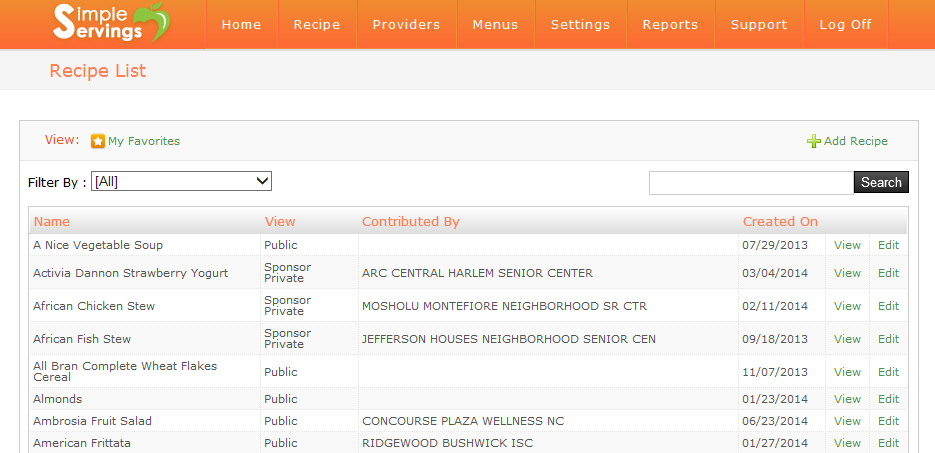 Simple Servings
Home Recipe Providers Menus Settings Reports Support Log Off
Recipe List
View: My Favorites Add Recipe
Filter By : [All] Search
Name View Contributed By Created On
A Nice Vegetable Soup Public 07/29/2013 View Edit
Activia Dannon Strawberry Yogurt Sponsor Private ARC CENTRAL HARLEM SENIOR CENTER 03/04/2014 View Edit
African Chicken Stew Sponsor Private MOSHOLU MONTEFIORE NEIGHBORHOOD SR CTR 02/11/2014 View Edit
African Fish Stew Sponsor Private JEFFERSON HOUSES NEIGHBORHOOD SENIOR CEN 09/18/2013 View Edit
All Bran Complete Wheat Flakes Cereal Public 11/07/2013 View Edit
Almonds Public 01/23/2014 View Edit
Ambrosia Fruit Salad Public CONCOURSE PLAZA WELLNESS NC 06/23/2014 View Edit
American Frittata Public RIDGEWOOD BUSHWICK ISC 01/27/2014 View Edit